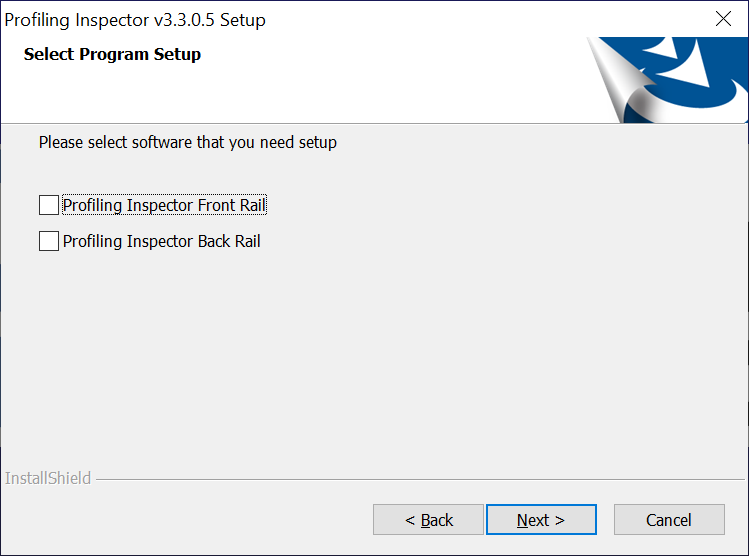 Profiling Inspector v3.3.0.5 Setup
Select Program Setup
Please select software that you need setup
Profiling Inspector Front Rail
Profiling Inspector Back Rail
InstallShield
< Back
Next >
Cancel